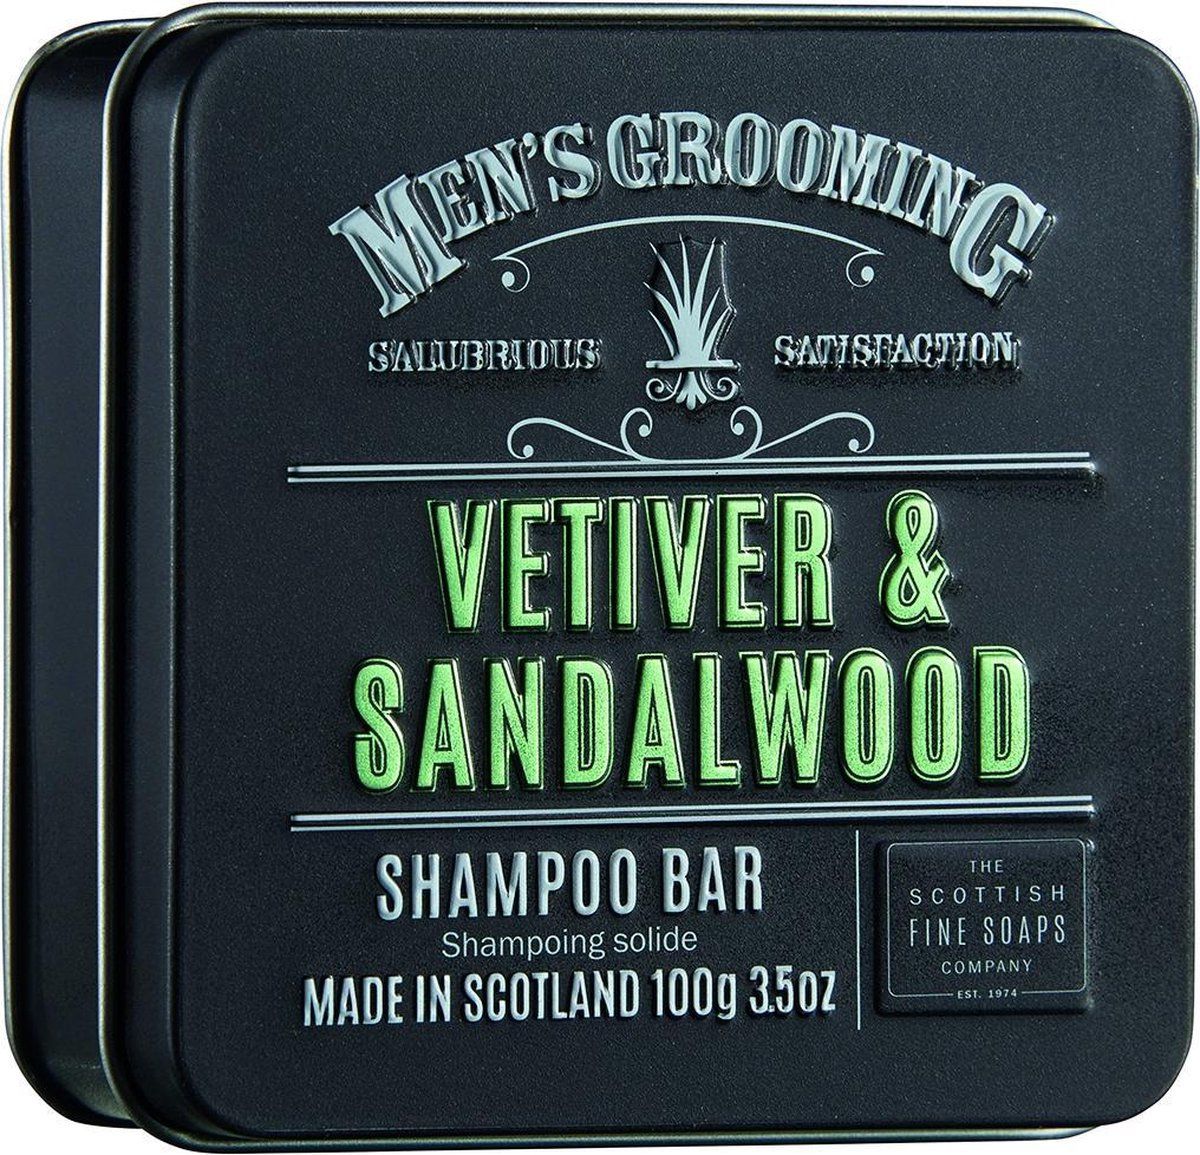 MEN'S GROOMING
SALUBRIOUS SATISFACTION
VETIVER &
SANDALWOOD
SHAMPOO BAR
Shampoing solide
MADE IN SCOTLAND 100g 3.5oz
THE
SCOTTISH
FINE SOAPS
COMPANY
EST. 1974